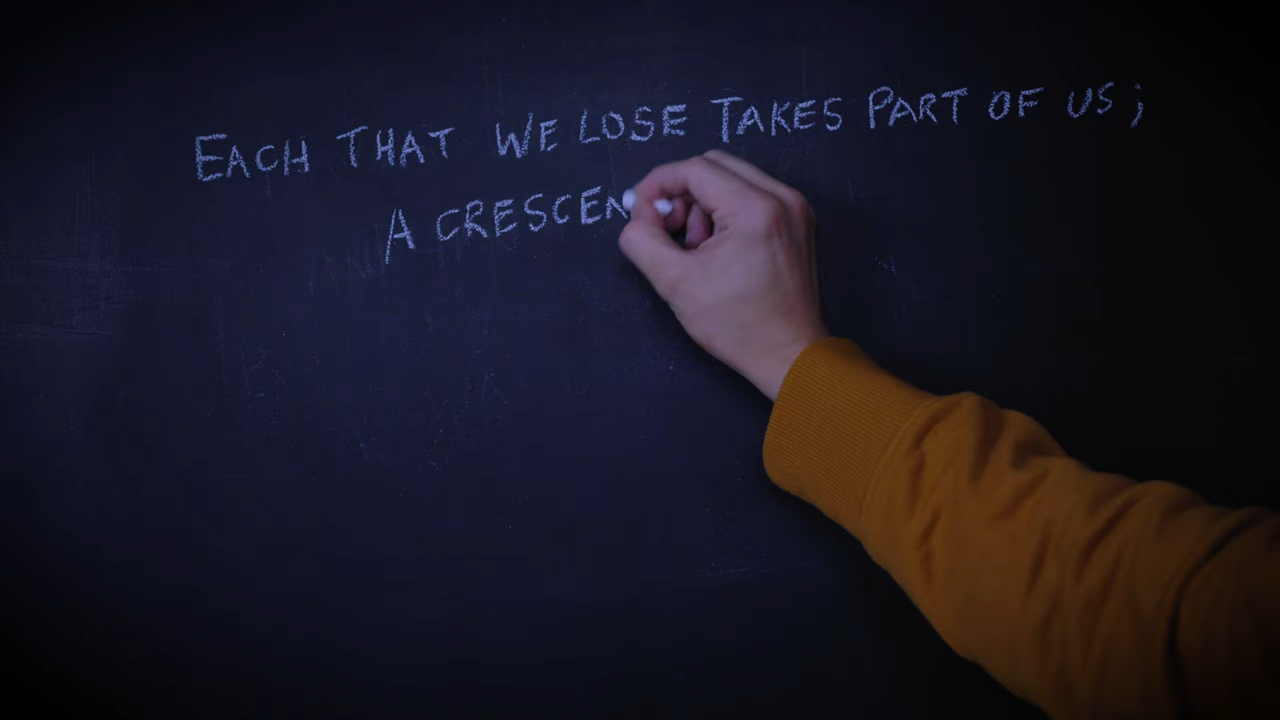 EACH THAT WE LOSE TAKES PART OF US;
A CRESCEN